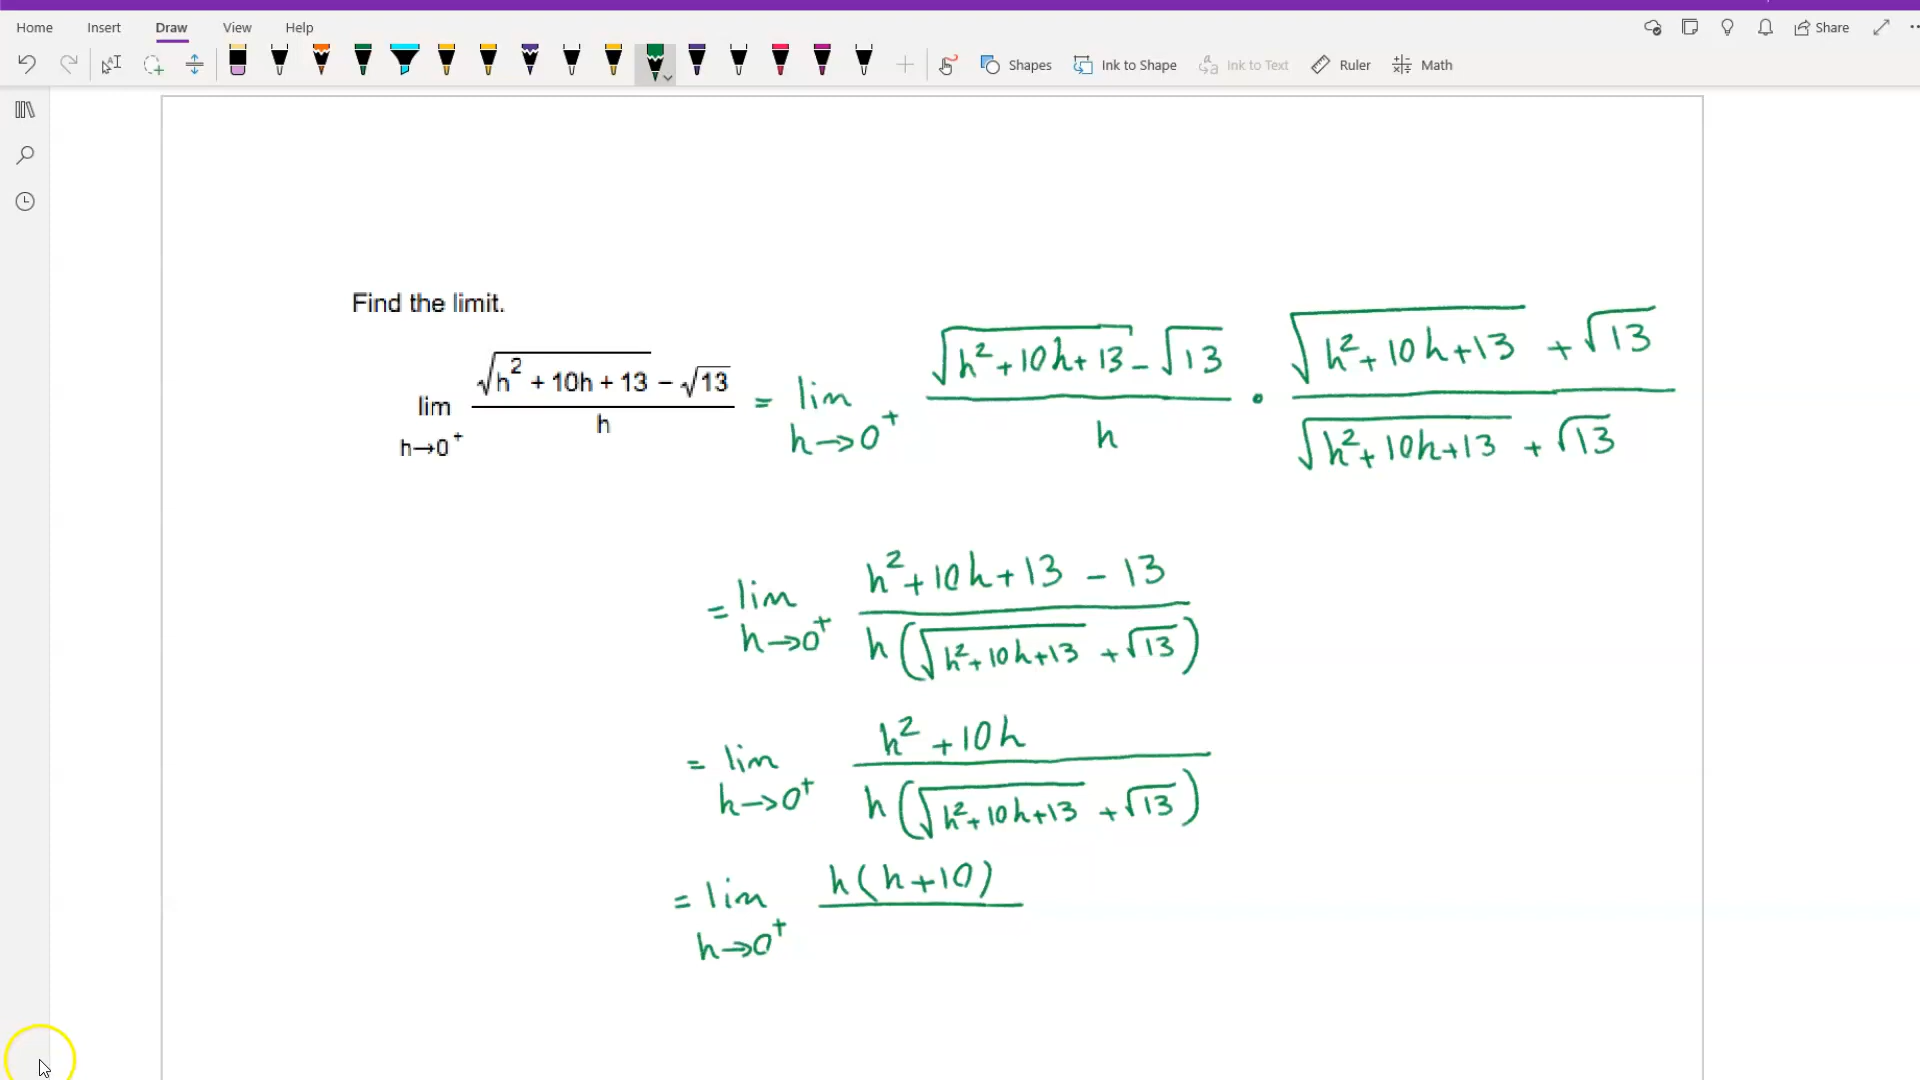 Home Insert Draw View Help Share
Shapes Ink to Shape Ink to Text Ruler Math
Find the limit.
lim h→0⁺ (√(h² + 10h + 13) − √13) / h = lim h→0⁺ (√(h²+10h+13) − √13) / h · (√(h²+10h+13) + √13) / (√(h²+10h+13) + √13)
= lim h→0⁺ (h²+10h+13 − 13) / (h(√(h²+10h+13) + √13))
= lim h→0⁺ (h² + 10h) / (h(√(h²+10h+13) + √13))
= lim h→0⁺ h(h+10)